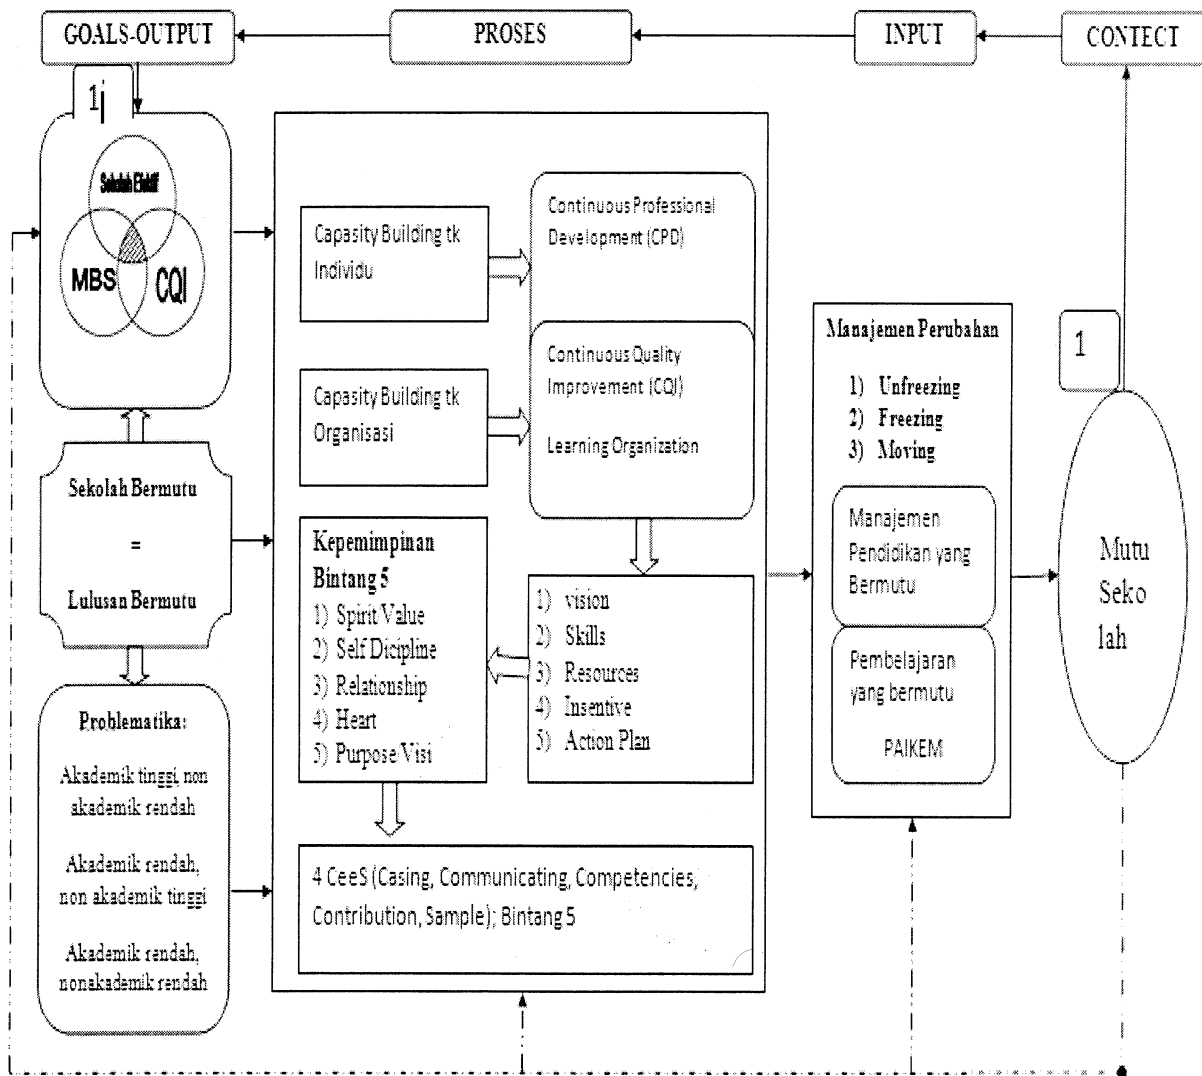 GOALS-OUTPUT
PROSES
INPUT
CONTECT
1
Sekolah Efektif
MBS
CQI
Sekolah Bermutu
=
Lulusan Bermutu
Problematika:
Akademik tinggi, non
akademik rendah
Akademik rendah,
non akademik tinggi
Akademik rendah,
nonakademik rendah
Capasity Building tk
Individu
Continuous Professional
Development (CPD)
Capasity Building tk
Organisasi
Continuous Quality
Improvement (CQI)
Learning Organization
Kepemimpinan
Bintang 5
1) Spirit Value
2) Self Dicipline
3) Relationship
4) Heart
5) Purpose Visi
1) vision
2) Skills
3) Resources
4) Insentive
5) Action Plan
4 CeeS (Casing, Communicating, Competencies,
Contribution, Sample); Bintang 5
Manajemen Perubahan
1) Unfreezing
2) Freezing
3) Moving
Manajemen
Pendidikan yang
Bermutu
Pembelajaran
yang bermutu
PAIKEM
1
Mutu
Seko
lah